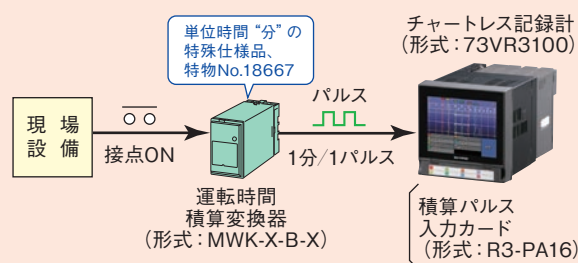 単位時間“分”の
特殊仕様品、
特物No.18667
チャートレス記録計
(形式:73VR3100)
現場
設備
接点ON
パルス
1分/1パルス
運転時間
積算変換器
(形式:MWK-X-B-X)
積算パルス
入力カード
(形式:R3-PA16)